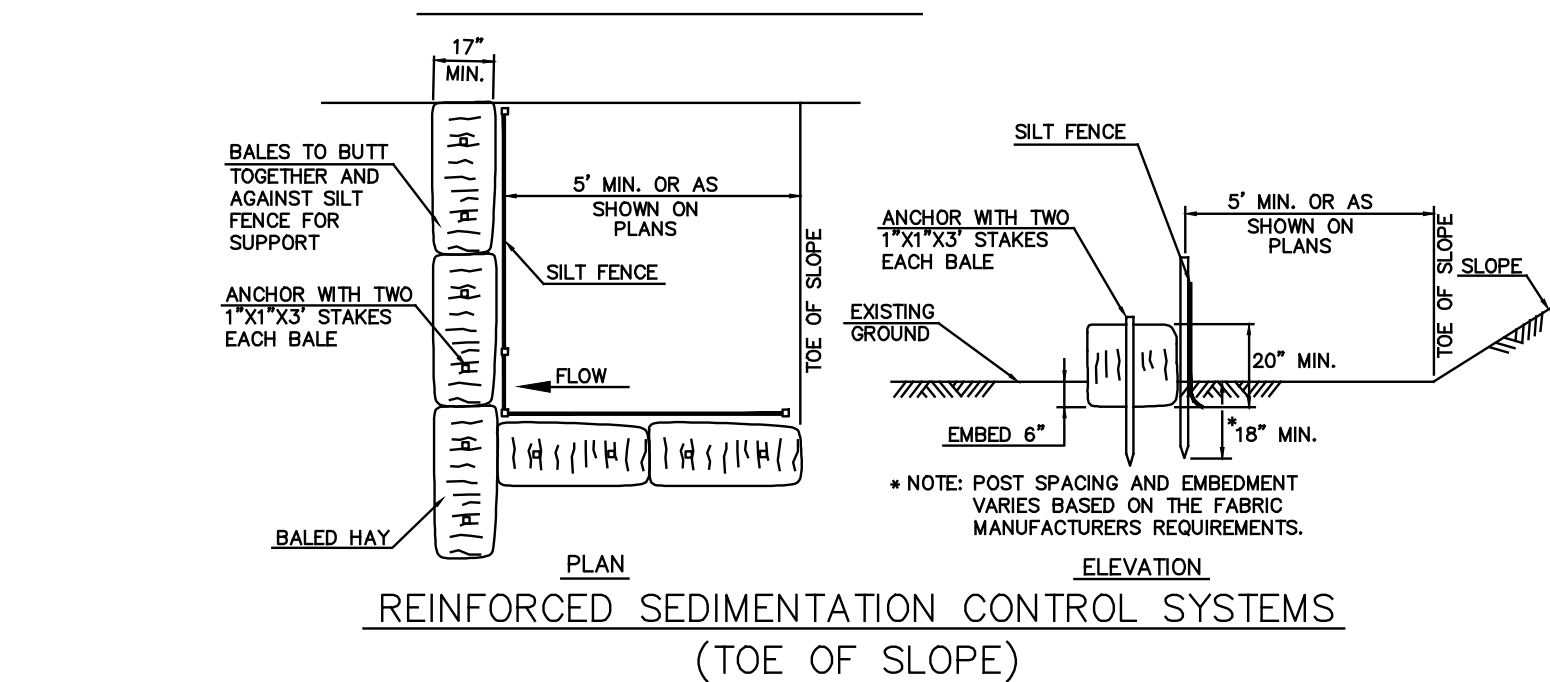 17"
MIN.
BALES TO BUTT
TOGETHER AND
AGAINST SILT
FENCE FOR
SUPPORT
5' MIN. OR AS
SHOWN ON
PLANS
TOE OF SLOPE
SILT FENCE
ANCHOR WITH TWO
1"X1"X3' STAKES
EACH BALE
FLOW
BALED HAY
PLAN
SILT FENCE
5' MIN. OR AS
SHOWN ON
PLANS
ANCHOR WITH TWO
1"X1"X3' STAKES
EACH BALE
TOE OF SLOPE
SLOPE
EXISTING
GROUND
20" MIN.
EMBED 6"
*18" MIN.
* NOTE: POST SPACING AND EMBEDMENT
VARIES BASED ON THE FABRIC
MANUFACTURERS REQUIREMENTS.
ELEVATION
REINFORCED SEDIMENTATION CONTROL SYSTEMS
(TOE OF SLOPE)